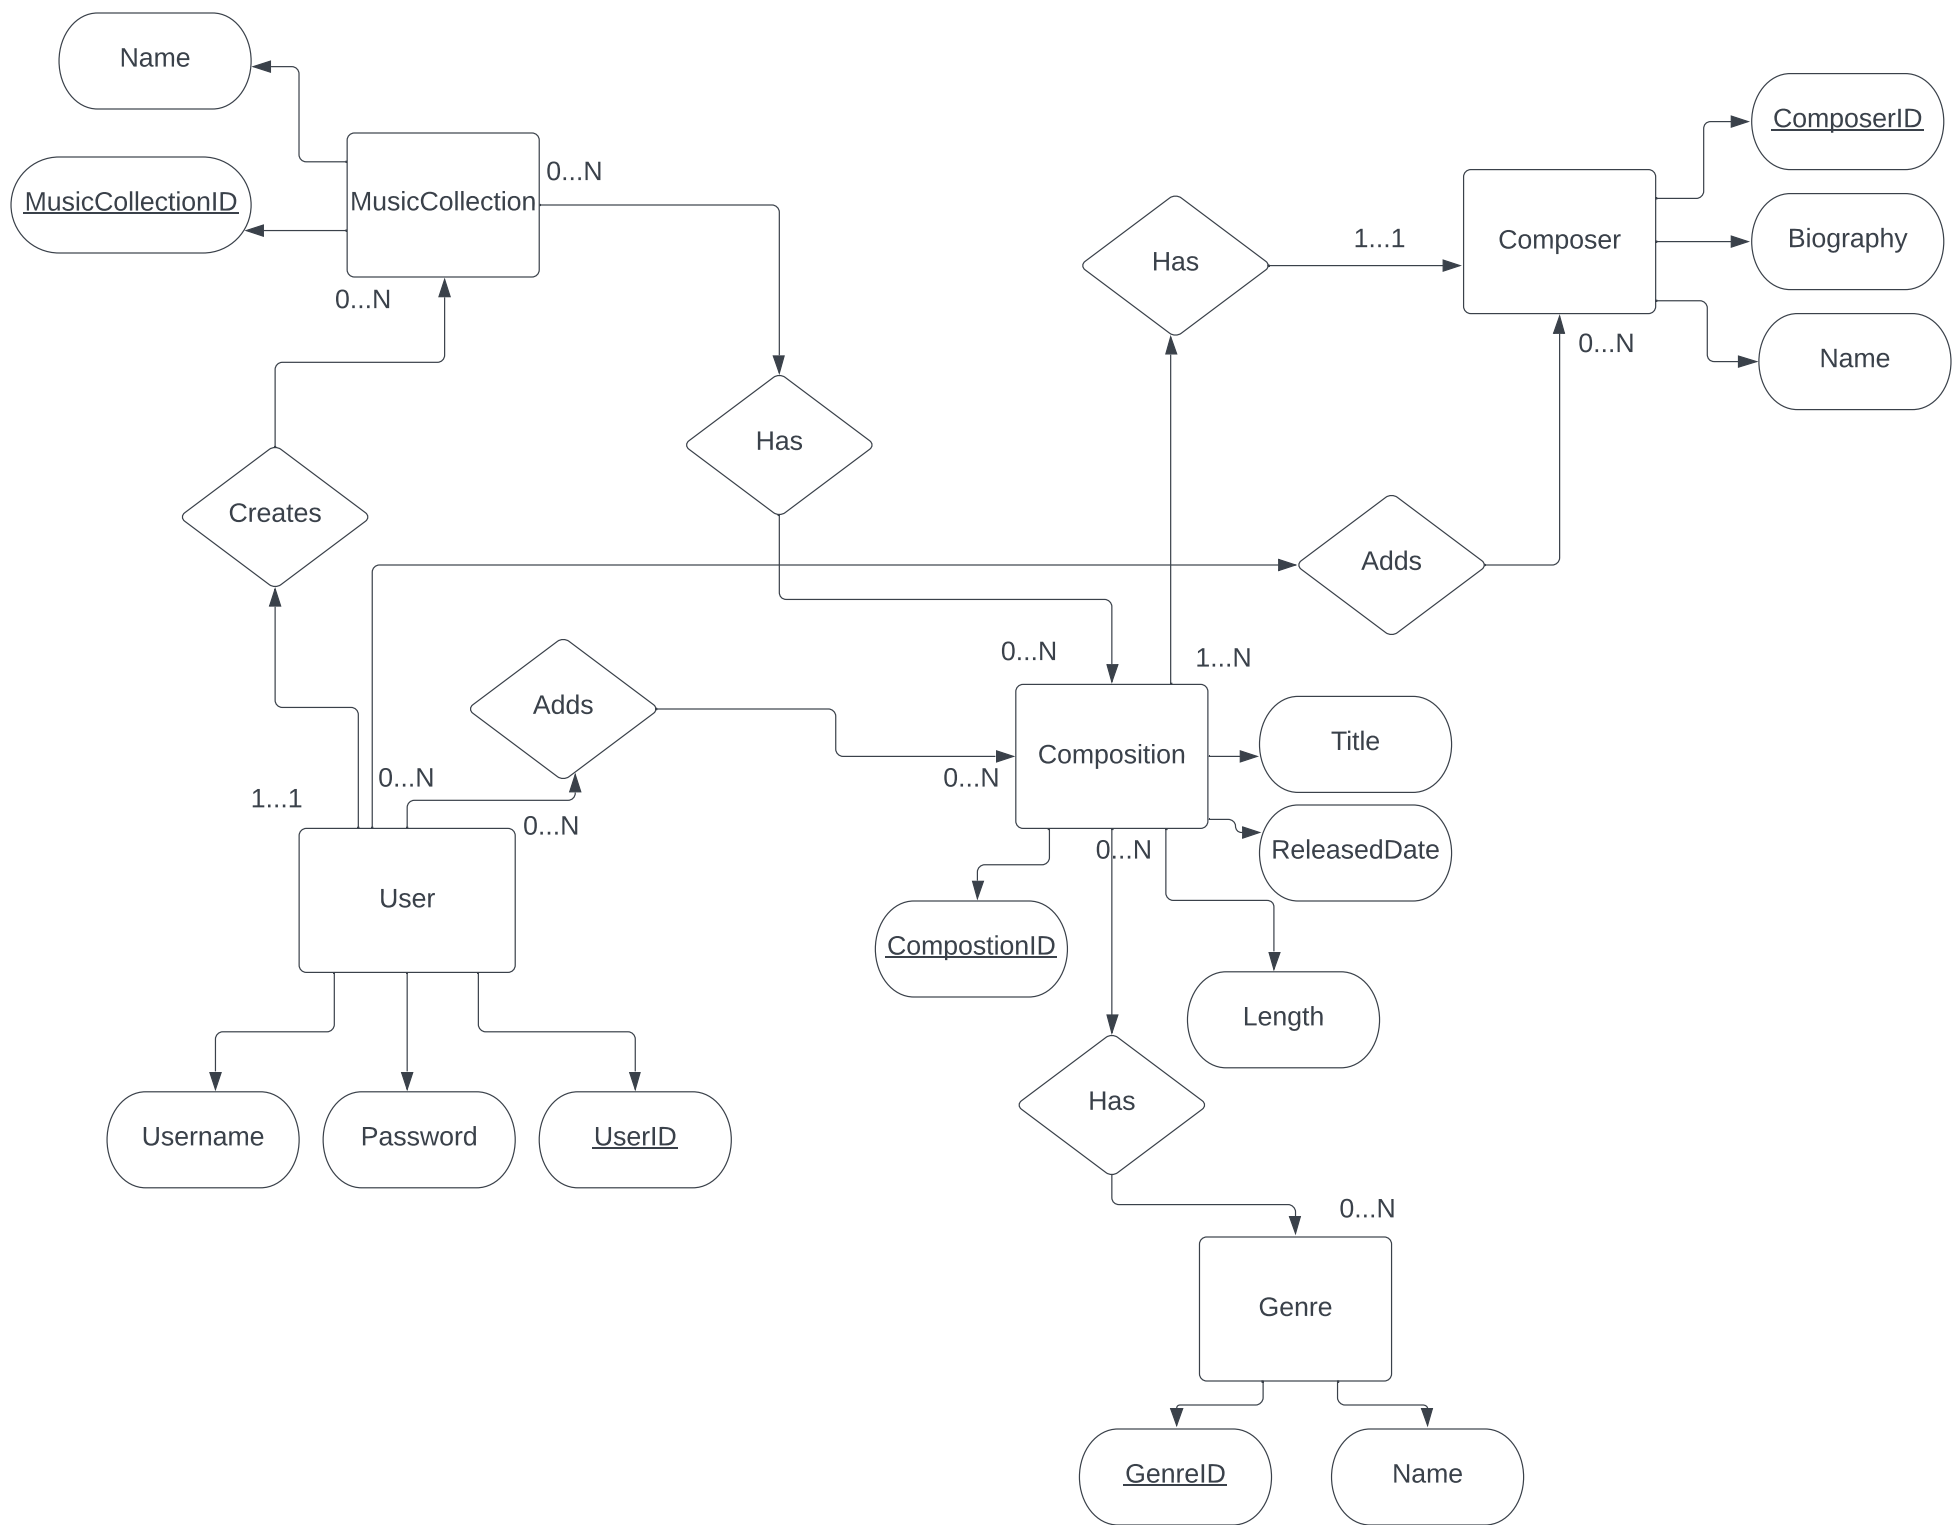 Name
ComposerID
0...N
MusicCollectionID
MusicCollection
1...1
Composer
Biography
Has
0...N
0...N
Name
Has
Creates
Adds
0...N
1...N
Adds
Title
Composition
0...N
0...N
1...1
0...N
0...N
ReleasedDate
User
CompostionID
Length
Has
Username
Password
UserID
0...N
Genre
GenreID
Name